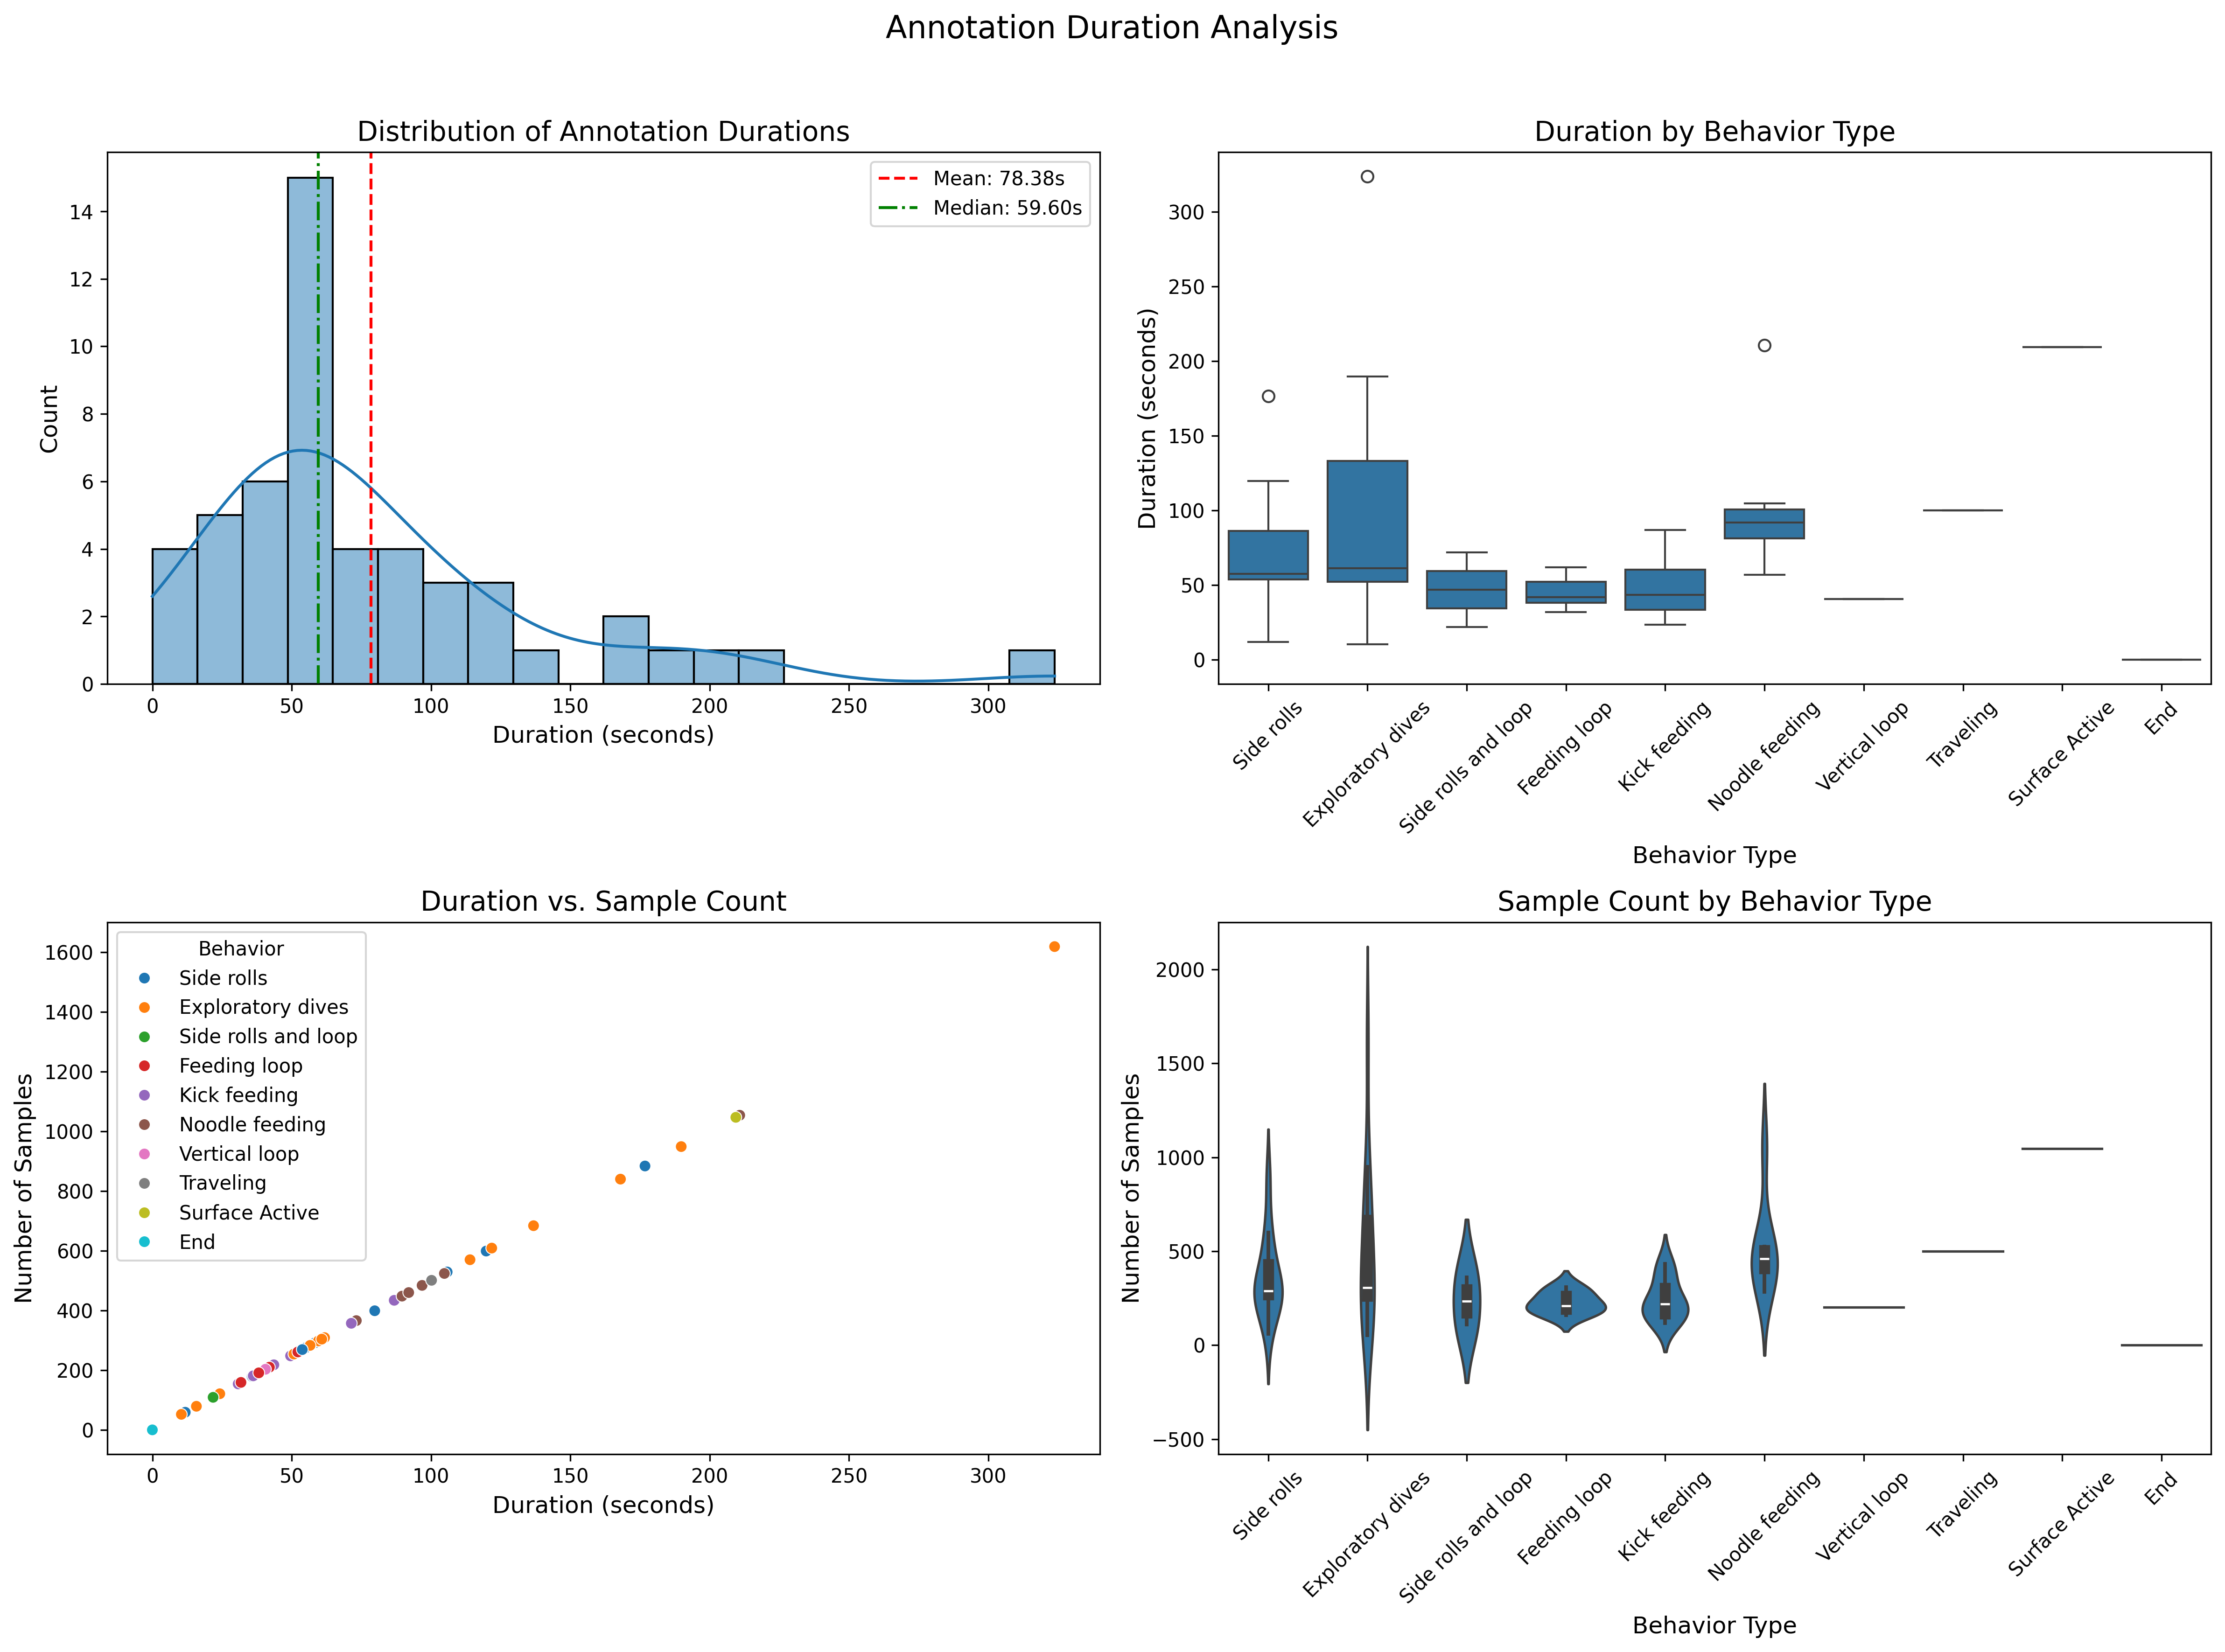 Annotation Duration Analysis
Distribution of Annotation Durations
Mean: 78.38s
Median: 59.60s
Count
14
12
10
8
6
4
2
0
0 50 100 150 200 250 300
Duration (seconds)
Duration by Behavior Type
Duration (seconds)
300
250
200
150
100
50
0
Side rolls
Exploratory dives
Side rolls and loop
Feeding loop
Kick feeding
Noodle feeding
Vertical loop
Traveling
Surface Active
End
Behavior Type
Duration vs. Sample Count
Number of Samples
1600
1400
1200
1000
800
600
400
200
0
Behavior
Side rolls
Exploratory dives
Side rolls and loop
Feeding loop
Kick feeding
Noodle feeding
Vertical loop
Traveling
Surface Active
End
0 50 100 150 200 250 300
Duration (seconds)
Sample Count by Behavior Type
Number of Samples
2000
1500
1000
500
0
−500
Side rolls
Exploratory dives
Side rolls and loop
Feeding loop
Kick feeding
Noodle feeding
Vertical loop
Traveling
Surface Active
End
Behavior Type